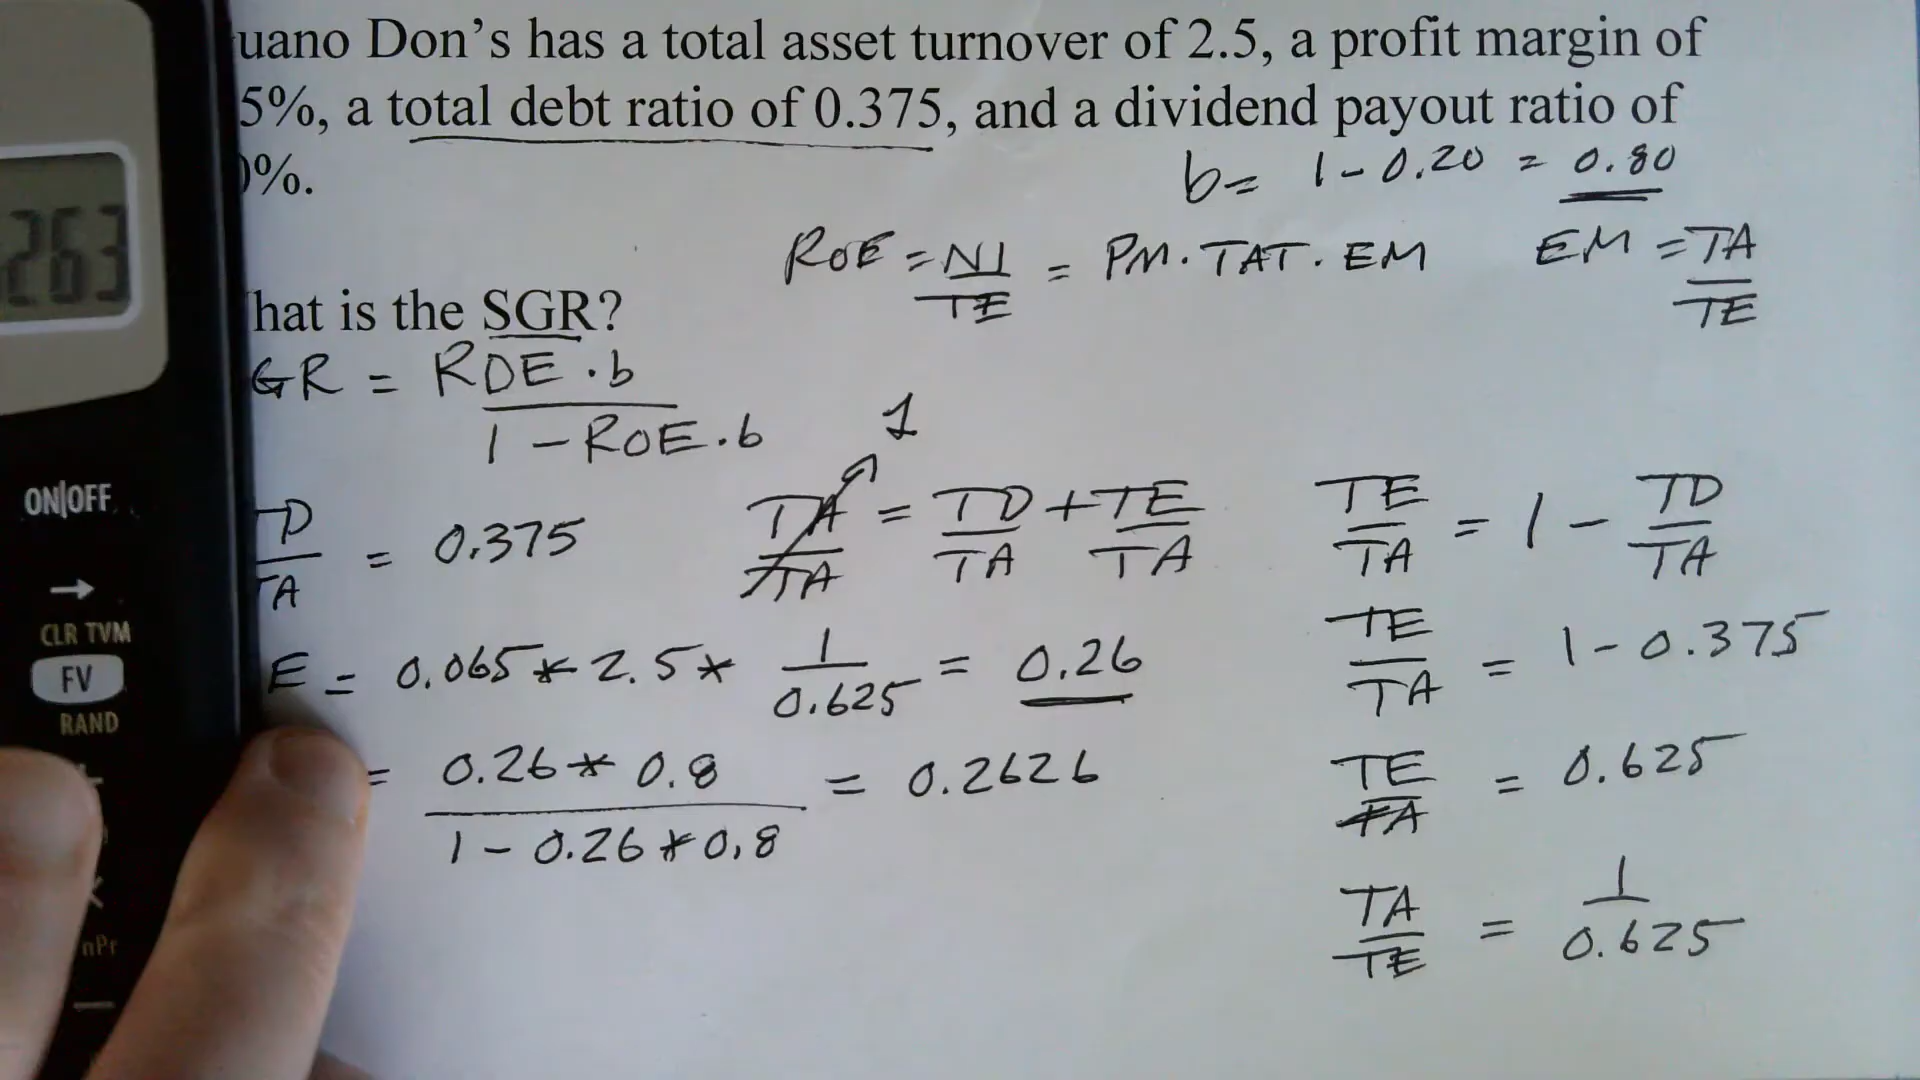 uano Don's has a total asset turnover of 2.5, a profit margin of
5%, a total debt ratio of 0.375, and a dividend payout ratio of
%.
b = 1 - 0.20 = 0.80
ROE = NI / TE = PM · TAT · EM
EM = TA / TE
hat is the SGR?
GR = ROE · b / 1 - ROE · b
1
TD / TA = 0.375
TA / TA = TD / TA + TE / TA
TE / TA = 1 - TD / TA
E = 0.065 * 2.5 * 1 / 0.625 = 0.26
TE / TA = 1 - 0.375
= 0.26 * 0.8 / 1 - 0.26 * 0.8 = 0.2626
TE / TA = 0.625
TA / TE = 1 / 0.625
263
ON|OFF
→
CLR TVM
FV
RAND
nPr